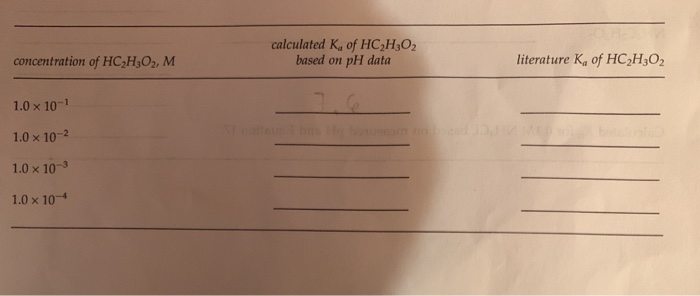 calculated Kₐ of HC₂H₃O₂
concentration of HC₂H₃O₂, M based on pH data literature Kₐ of HC₂H₃O₂
1.0 × 10⁻¹ 7.6
1.0 × 10⁻²
1.0 × 10⁻³
1.0 × 10⁻⁴